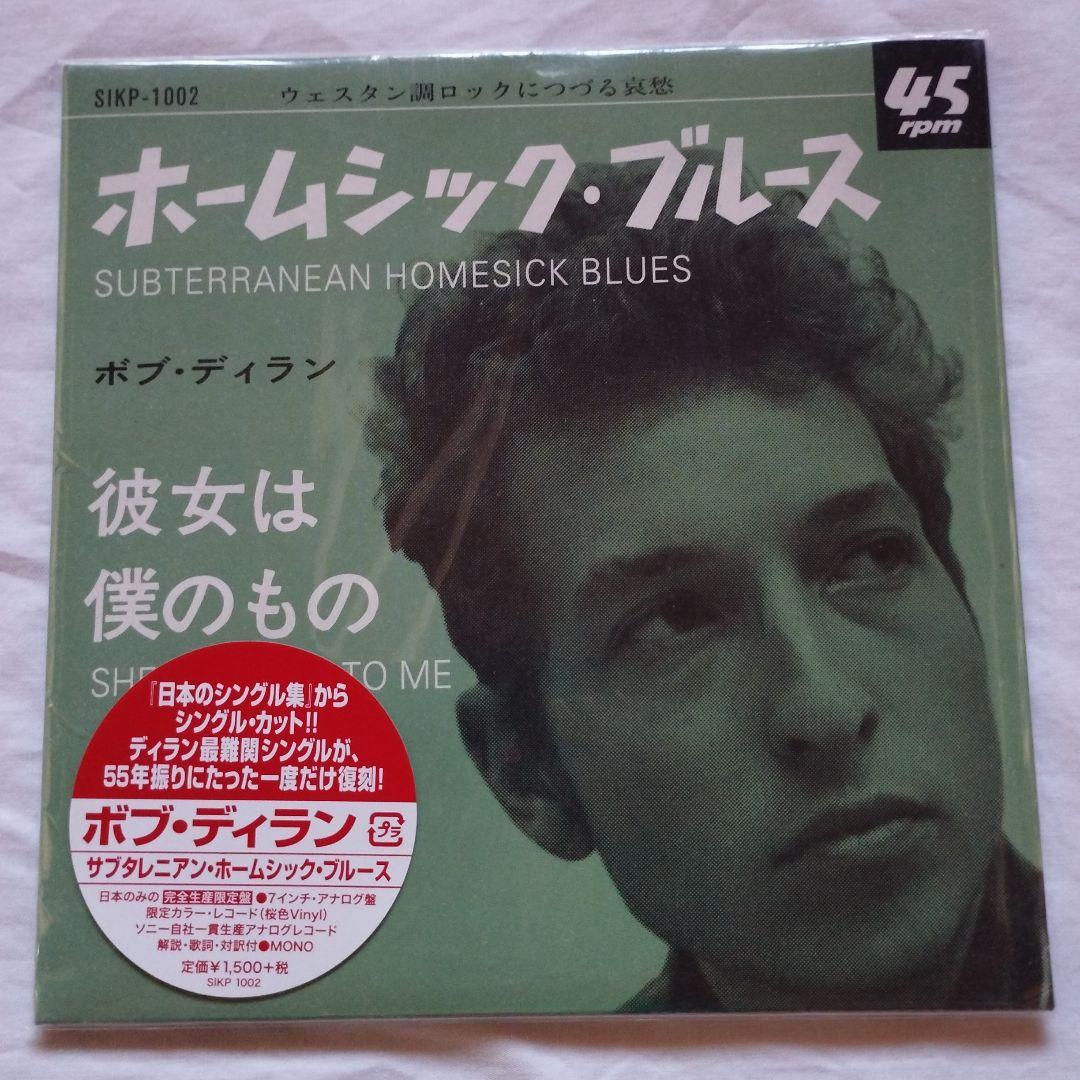 SIKP-1002 ウェスタン調ロックにつづる哀愁
45
rpm
ホームシック・ブルース
SUBTERRANEAN HOMESICK BLUES
ボブ・ディラン
彼女は
僕のもの
SHE TO ME
『日本のシングル集』から
シングル・カット!!
ディラン最難関シングルが、
55年振りにたった一度だけ復刻!
ボブ・ディラン プラ
サブタレニアン・ホームシック・ブルース
日本のみの 完全生産限定盤 ●7インチ・アナログ盤
限定カラー・レコード(桜色Vinyl)
ソニー自社一貫生産アナログレコード
解説・歌詞・対訳付●MONO
定価¥1,500+税
SIKP 1002